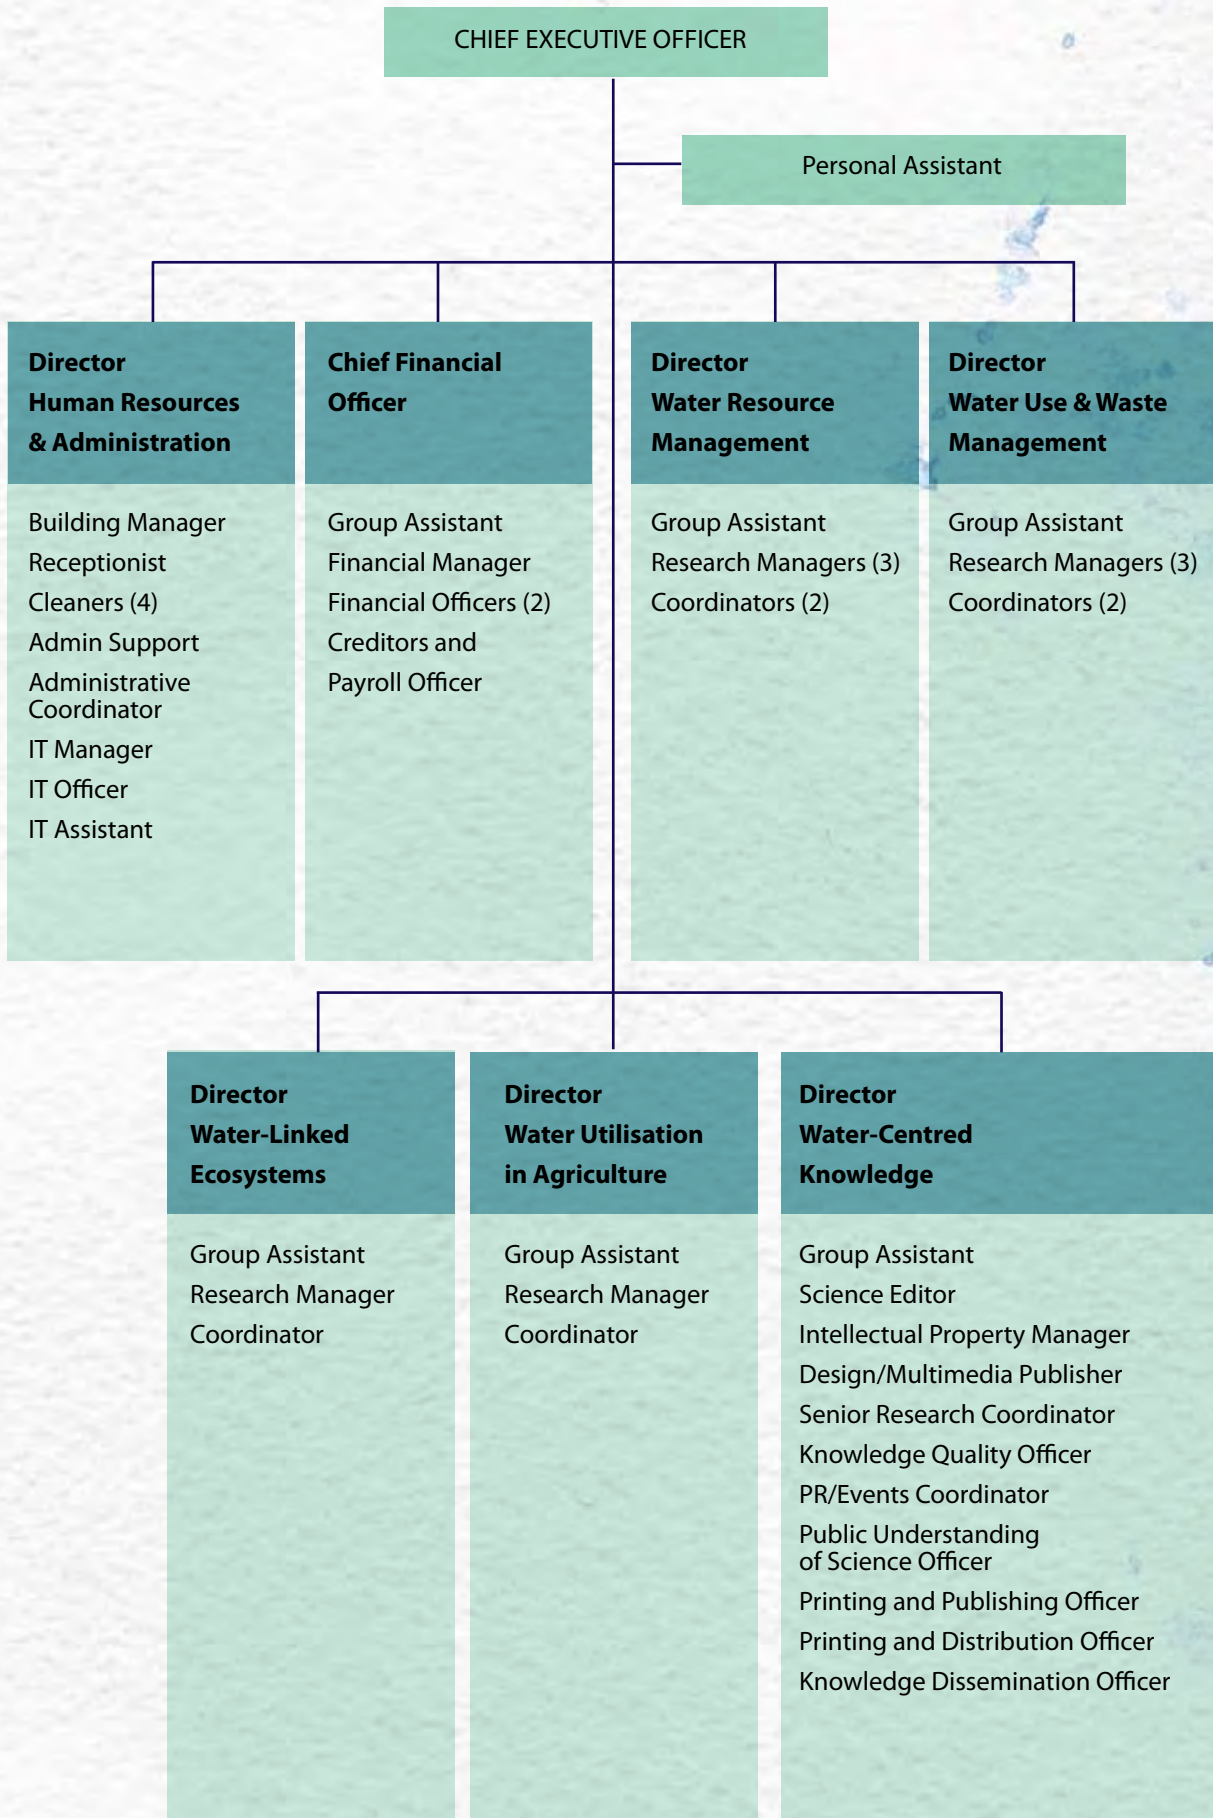 CHIEF EXECUTIVE OFFICER
Personal Assistant
Director
Human Resources
& Administration
Building Manager
Receptionist
Cleaners (4)
Admin Support
Administrative
Coordinator
IT Manager
IT Officer
IT Assistant
Chief Financial
Officer
Group Assistant
Financial Manager
Financial Officers (2)
Creditors and
Payroll Officer
Director
Water Resource
Management
Group Assistant
Research Managers (3)
Coordinators (2)
Director
Water Use & Waste
Management
Group Assistant
Research Managers (3)
Coordinators (2)
Director
Water-Linked
Ecosystems
Group Assistant
Research Manager
Coordinator
Director
Water Utilisation
in Agriculture
Group Assistant
Research Manager
Coordinator
Director
Water-Centred
Knowledge
Group Assistant
Science Editor
Intellectual Property Manager
Design/Multimedia Publisher
Senior Research Coordinator
Knowledge Quality Officer
PR/Events Coordinator
Public Understanding
of Science Officer
Printing and Publishing Officer
Printing and Distribution Officer
Knowledge Dissemination Officer